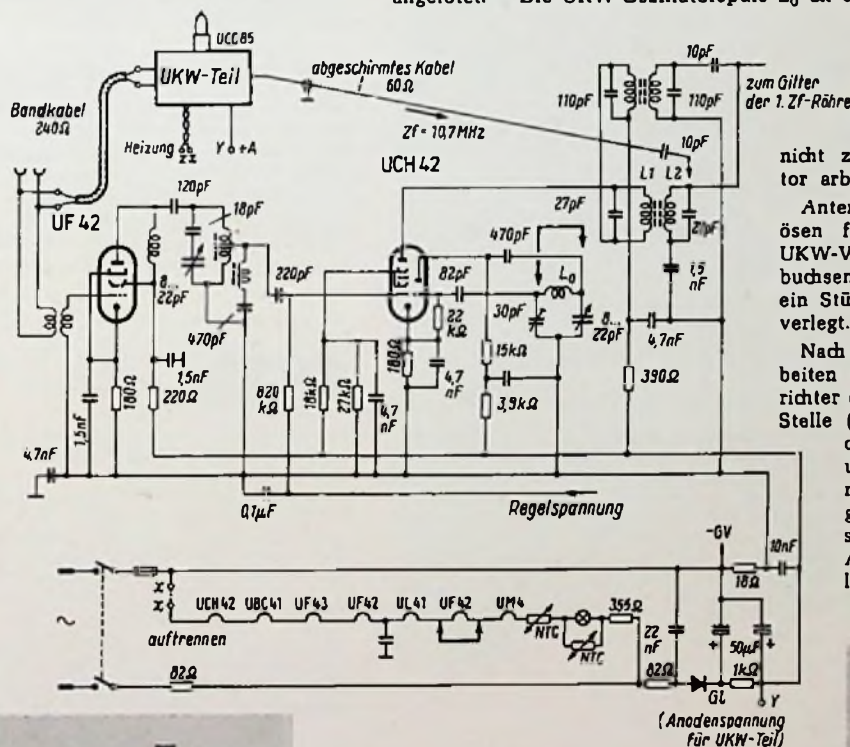 UCC85
UKW-Teil
abgeschirmtes Kabel
60Ω
Bandkabel
240Ω
Zf = 10,7 MHz
Heizung
Y
+A
zum Gitter
der 1. Zf-Röhre
10pF
110pF
110pF
10pF
UCH 42
UF 42
120pF
18pF
L1
L2
27pF
1,5
nF
470pF
82pF
L0
220pF
30pF
8...
22pF
8...
22pF
22
kΩ
180Ω
4,7
nF
15kΩ
3,9kΩ
4,7nF
390Ω
470pF
1,5nF
220Ω
180Ω
1,5nF
4,7nF
820
kΩ
18kΩ
27kΩ
4,7
nF
0,1µF
Regelspannung
-GV
18Ω
10nF
x
x
UCH42
UBC41
UF43
UF42
UL41
UF42
UM4
NTC
NTC
355Ω
22
nF
50µF
+
+
auftrennen
~
82Ω
82Ω
Gl
1kΩ
Y
(Anodenspannung
für UKW-Teil)
nicht z
tor arb
Anten
ösen f
UKW-V
buchsen
ein Stü
verlegt.
Nach
beiten
richter
Stelle (